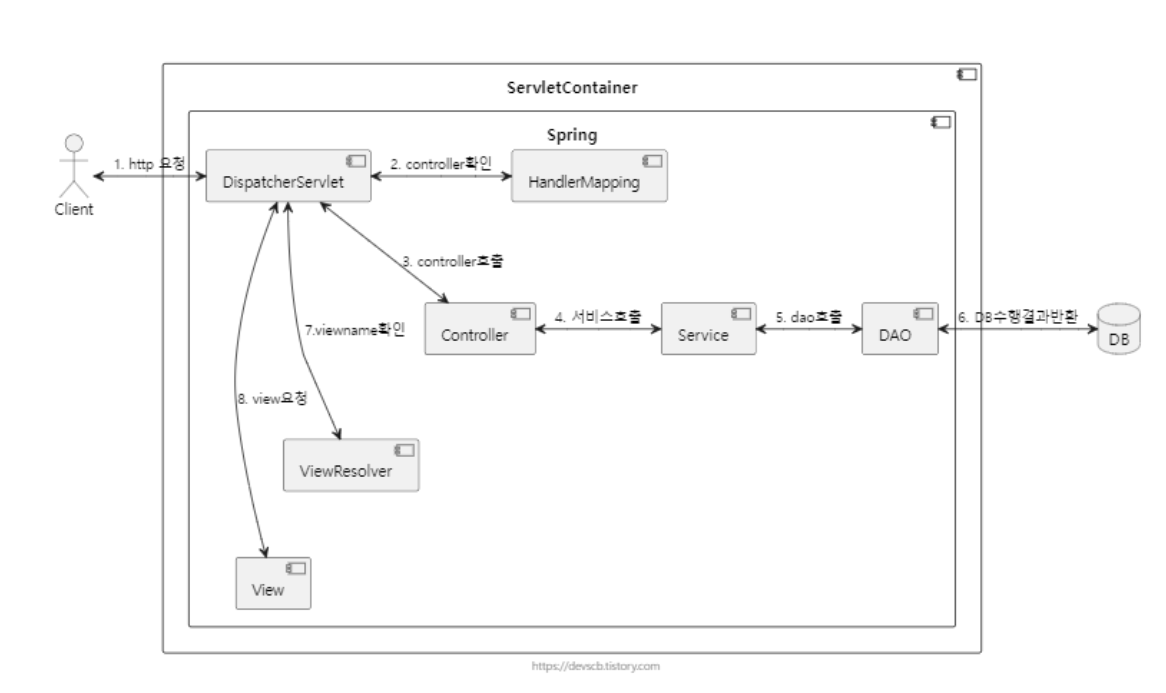 ServletContainer
Spring
1. http 요청
2. controller확인
DispatcherServlet
HandlerMapping
Client
3. controller호출
4. 서비스호출
5. dao호출
6. DB수행결과반환
7.viewname확인
Controller
Service
DAO
DB
8. view요청
ViewResolver
View
https://devscb.tistory.com